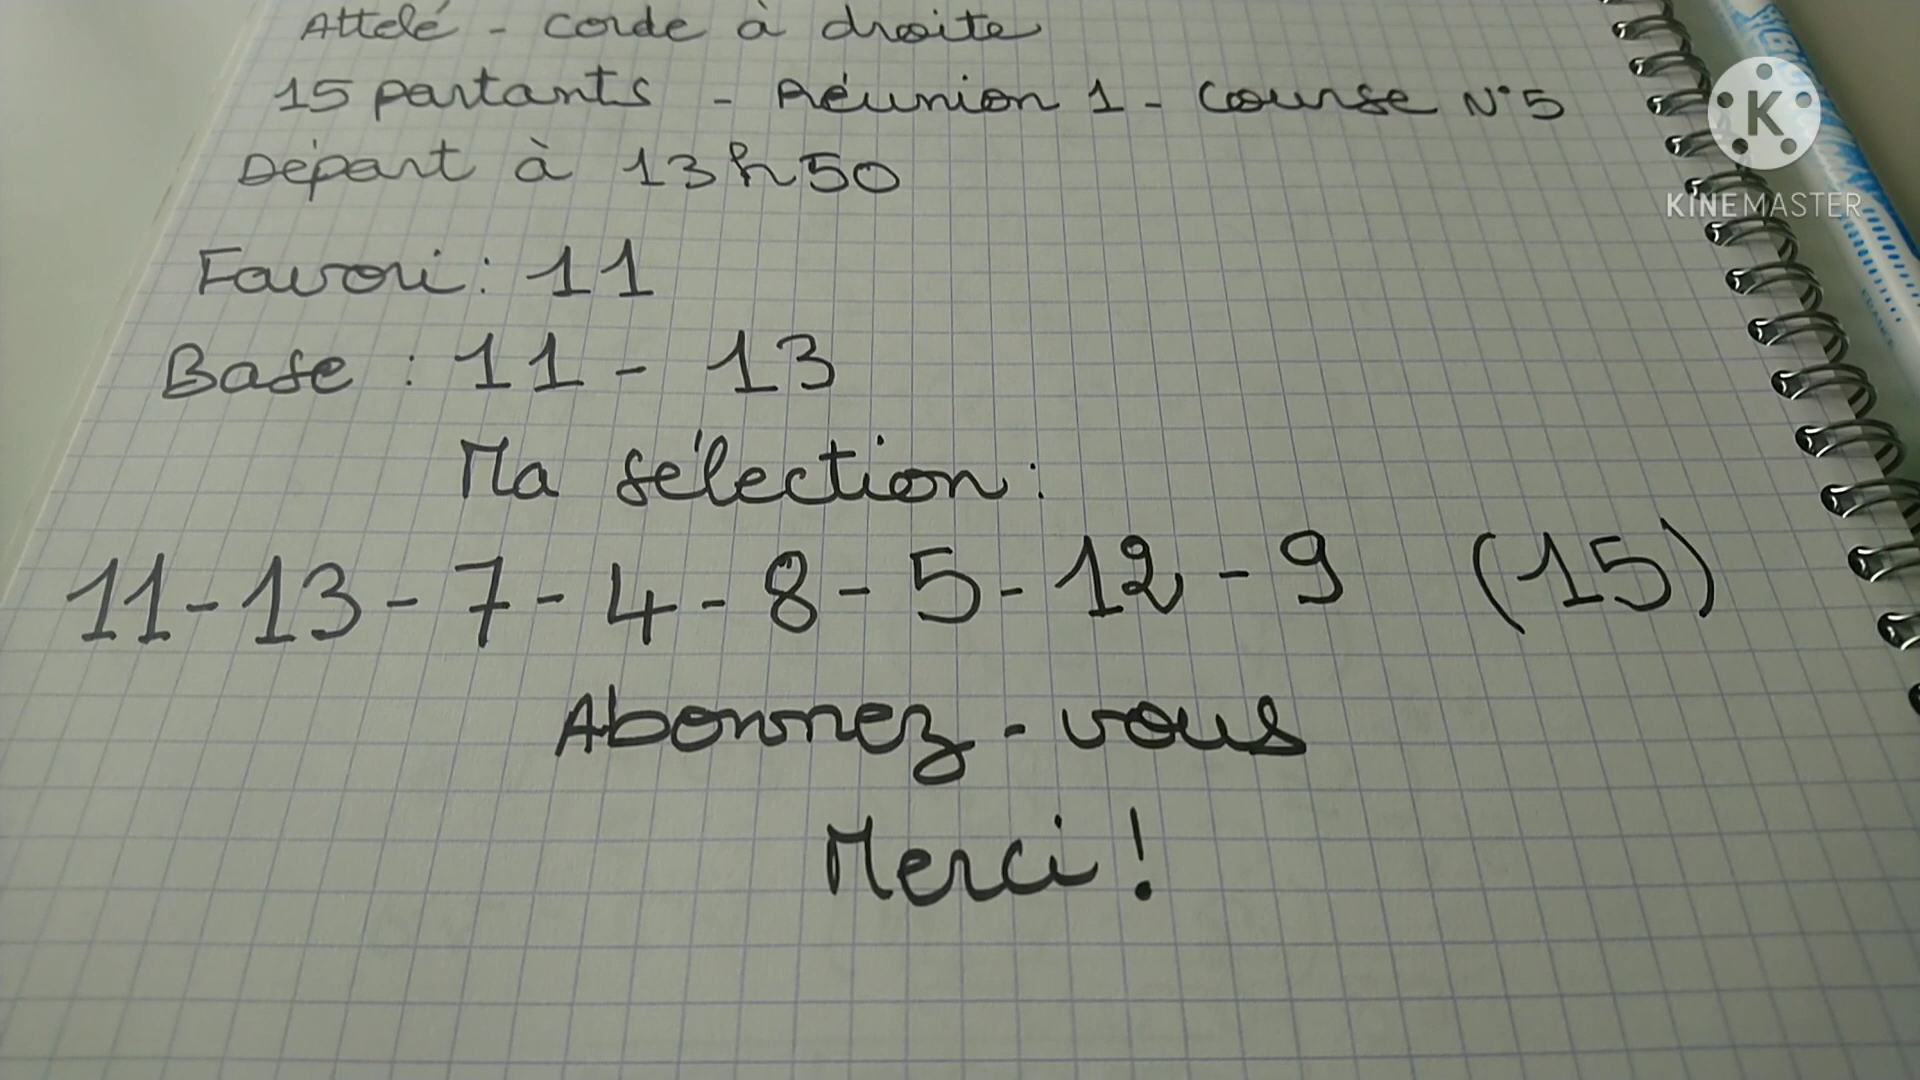 Attelé - corde à droite
15 partants - Réunion 1 - Course N°5
Départ à 13h50
Favori : 11
Base : 11 - 13
Ma sélection :
11 - 13 - 7 - 4 - 8 - 5 - 12 - 9 (15)
Abonnez-vous
Merci !
K
KINEMASTER